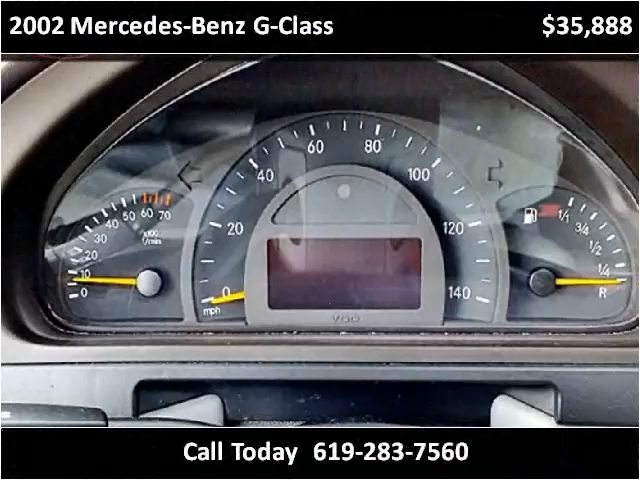 2002 Mercedes-Benz G-Class $35,888
60 80
40 100
20 120
0 140
mph
50 60 70
40
30
20
10
0
x100
1/min
1/1
3/4
1/2
1/4
R
VDO
Call Today 619-283-7560